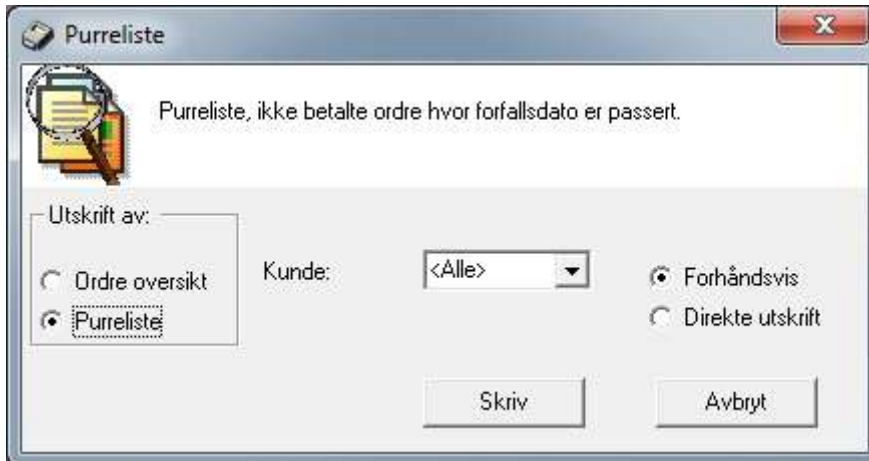 Purreliste
Purreliste, ikke betalte ordre hvor forfallsdato er passert.
Utskrift av:
Ordre oversikt
Purreliste
Kunde:
<Alle>
Forhåndsvis
Direkte utskrift
Skriv
Avbryt